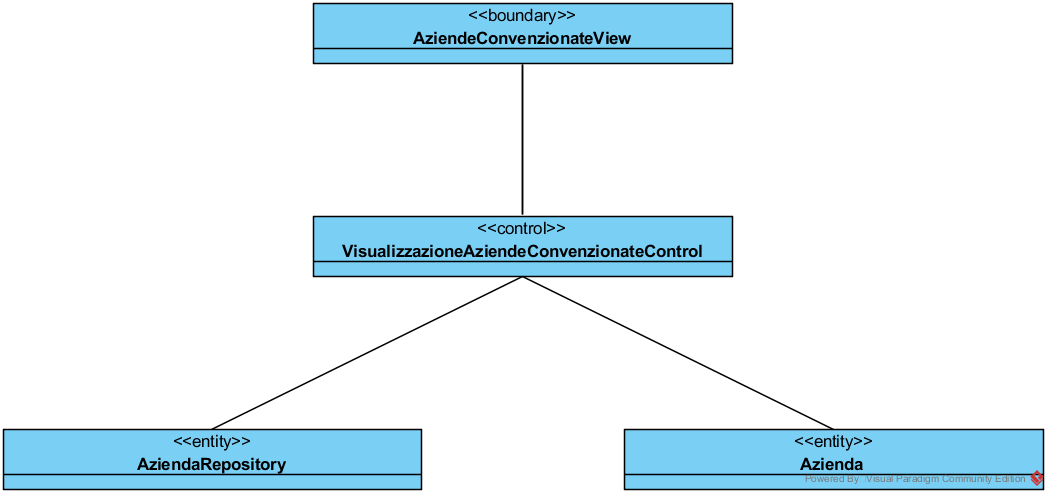 <<boundary>>
AziendeConvenzionateView
<<control>>
VisualizzazioneAziendeConvenzionateControl
<<entity>>
AziendaRepository
<<entity>>
Azienda
Powered By Visual Paradigm Community Edition